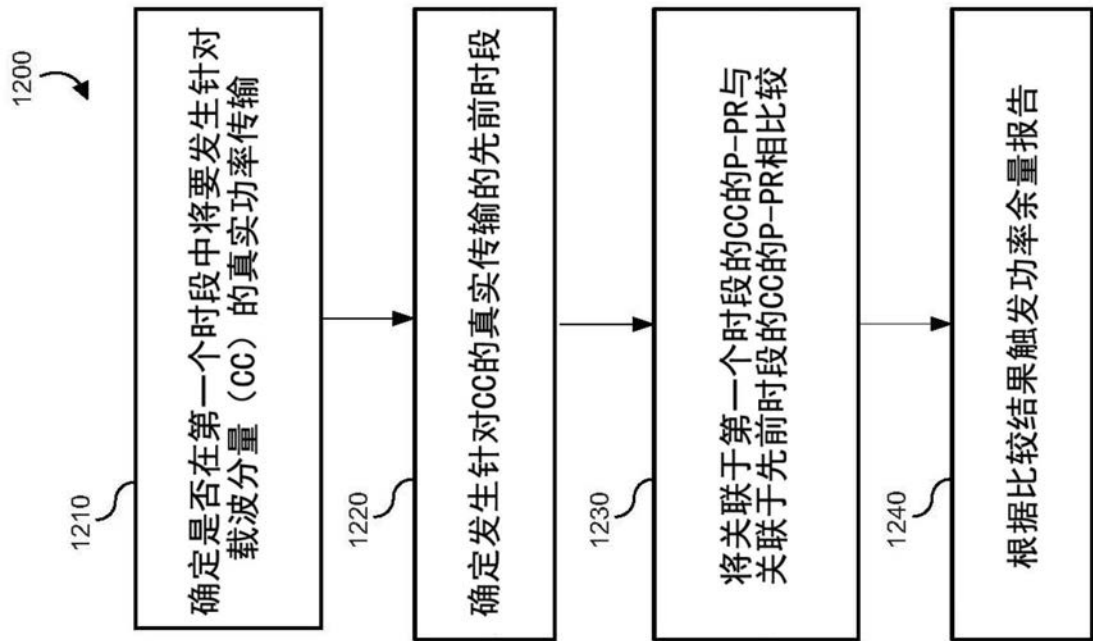 1200
1210
确定是否在第一个时段中将要发生针对
载波分量（CC）的真实功率传输
1220
确定发生针对CC的真实传输的先前时段
1230
将关联于第一个时段的CC的P-PR与
关联于先前时段的CC的P-PR相比较
1240
根据比较结果触发功率余量报告